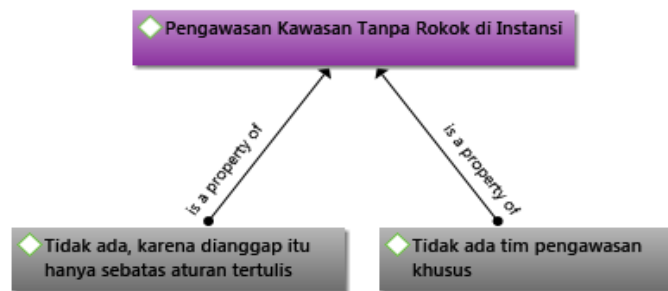 Pengawasan Kawasan Tanpa Rokok di Instansi
is a property of
is a property of
Tidak ada, karena dianggap itu
hanya sebatas aturan tertulis
Tidak ada tim pengawasan
khusus